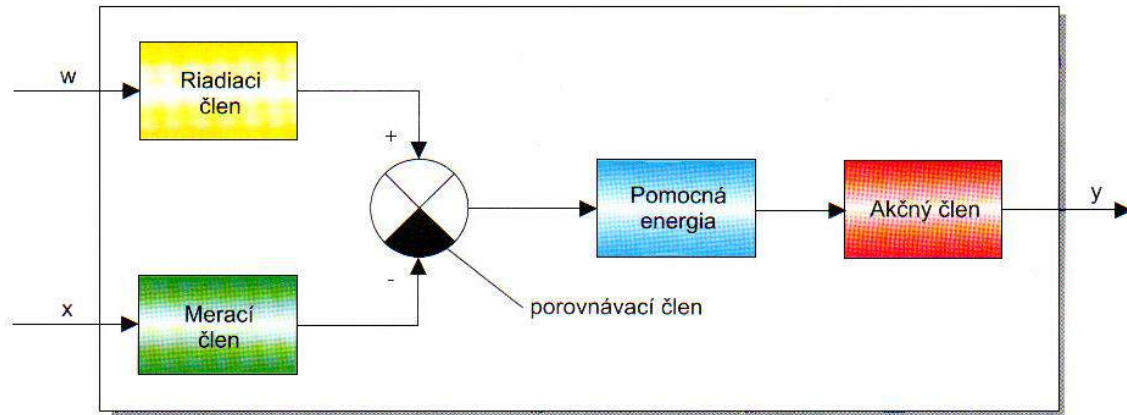 w
Riadiaci
člen
+
Pomocná
energia
Akčný člen
y
-
porovnávací člen
x
Merací
člen